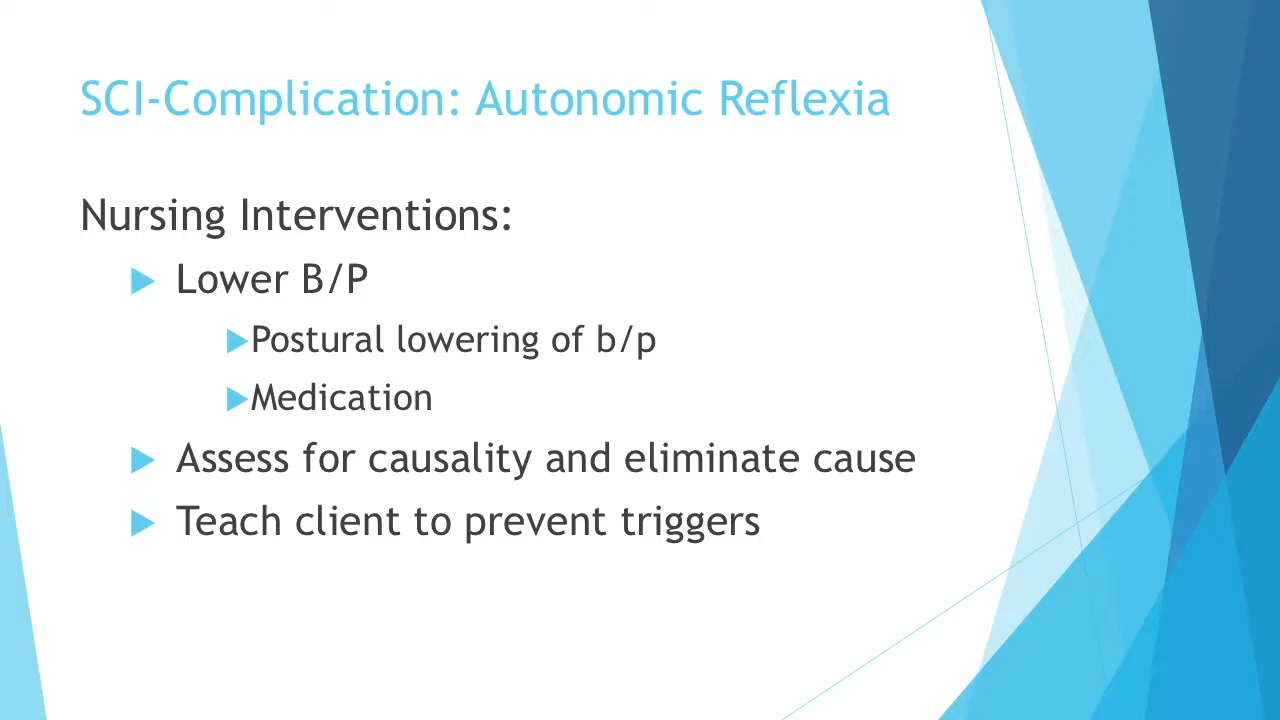 SCI-Complication: Autonomic Reflexia
Nursing Interventions:
Lower B/P
Postural lowering of b/p
Medication
Assess for causality and eliminate cause
Teach client to prevent triggers